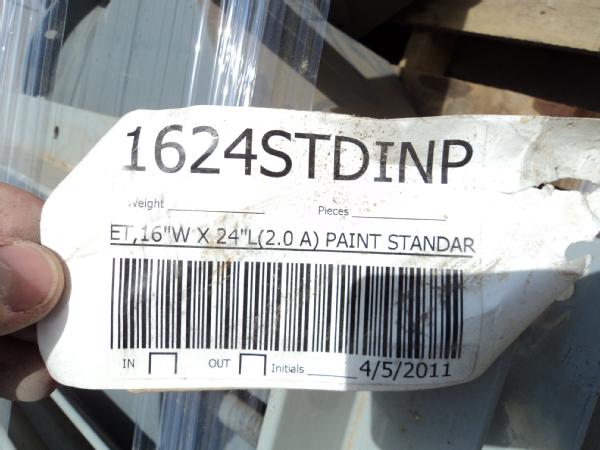 1624STDINP
Weight Pieces
ET,16"W X 24"L(2.0 A) PAINT STANDAR
IN OUT Initials 4/5/2011